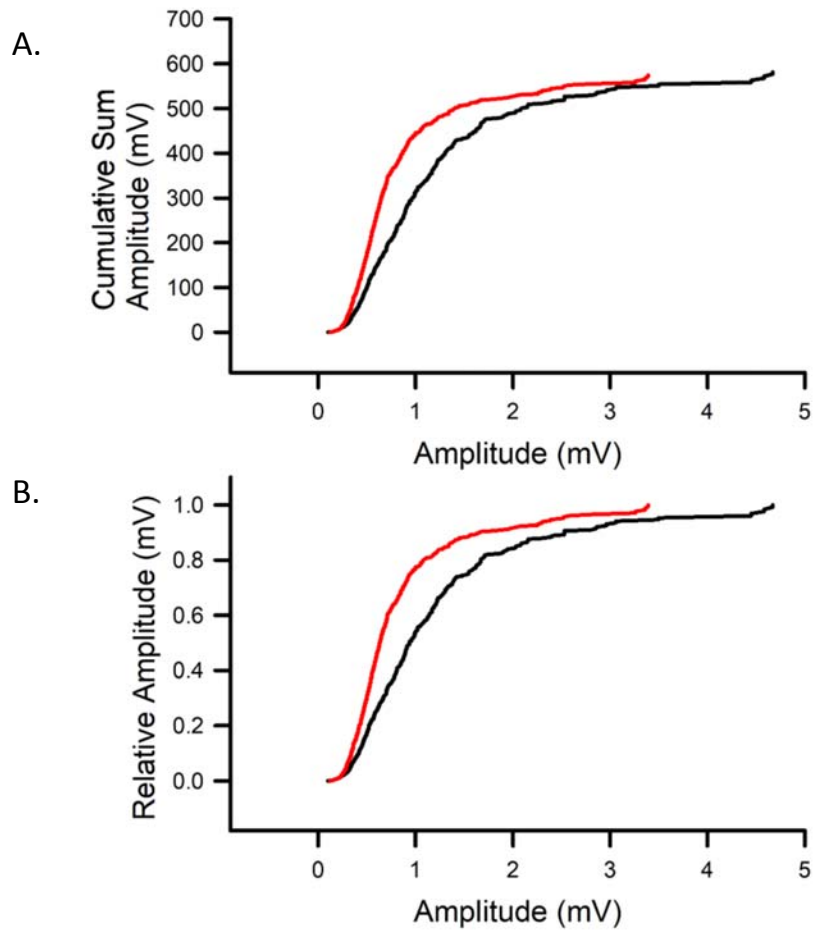 A.
Cumulative Sum
Amplitude (mV)
700
600
500
400
300
200
100
0
0 1 2 3 4 5
Amplitude (mV)
B.
Relative Amplitude (mV)
1.0
0.8
0.6
0.4
0.2
0.0
0 1 2 3 4 5
Amplitude (mV)